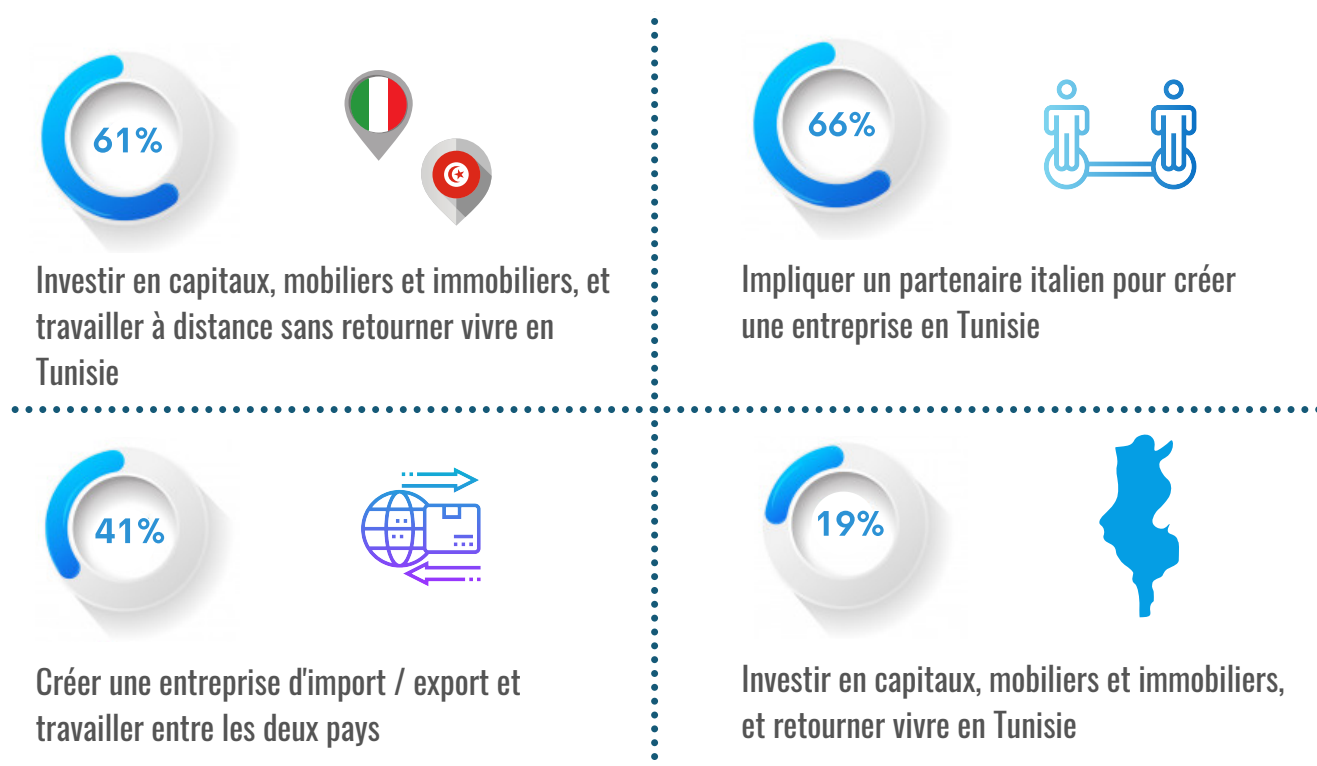 61%
Investir en capitaux, mobiliers et immobiliers, et
travailler à distance sans retourner vivre en
Tunisie
66%
Impliquer un partenaire italien pour créer
une entreprise en Tunisie
41%
Créer une entreprise d'import / export et
travailler entre les deux pays
19%
Investir en capitaux, mobiliers et immobiliers,
et retourner vivre en Tunisie